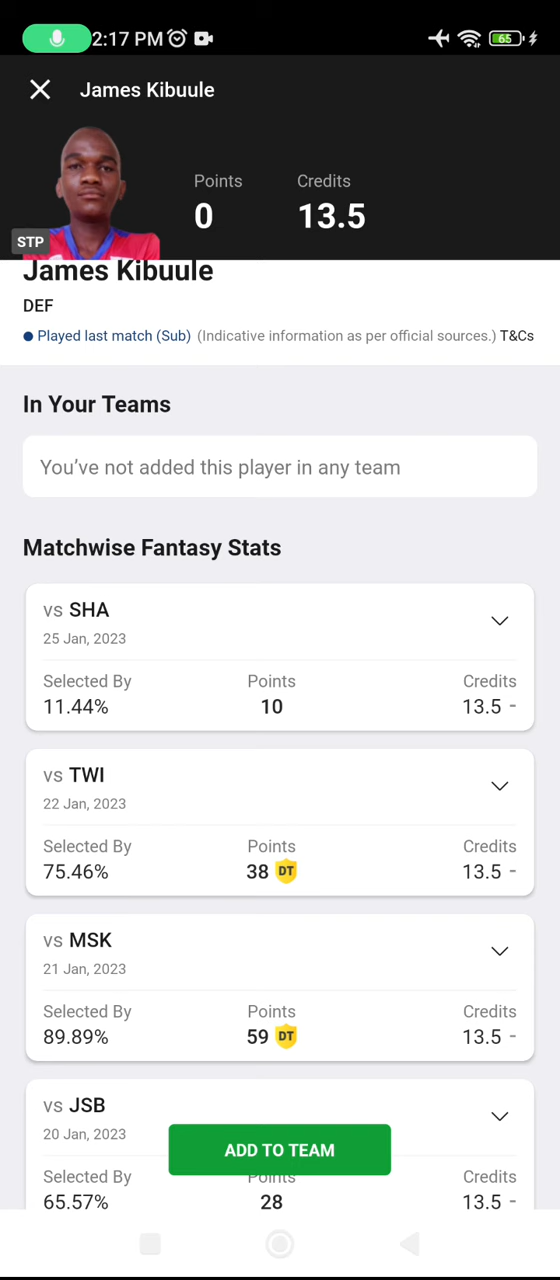 2:17 PM
65
James Kibuule
Points
Credits
0
13.5
STP
James Kibuule
DEF
Played last match (Sub) (Indicative information as per official sources.) T&Cs
In Your Teams
You’ve not added this player in any team
Matchwise Fantasy Stats
vs SHA
25 Jan, 2023
Selected By Points Credits
11.44% 10 13.5 -
vs TWI
22 Jan, 2023
Selected By Points Credits
75.46% 38 DT 13.5 -
vs MSK
21 Jan, 2023
Selected By Points Credits
89.89% 59 DT 13.5 -
vs JSB
20 Jan, 2023
ADD TO TEAM
Selected By Points Credits
65.57% 28 13.5 -